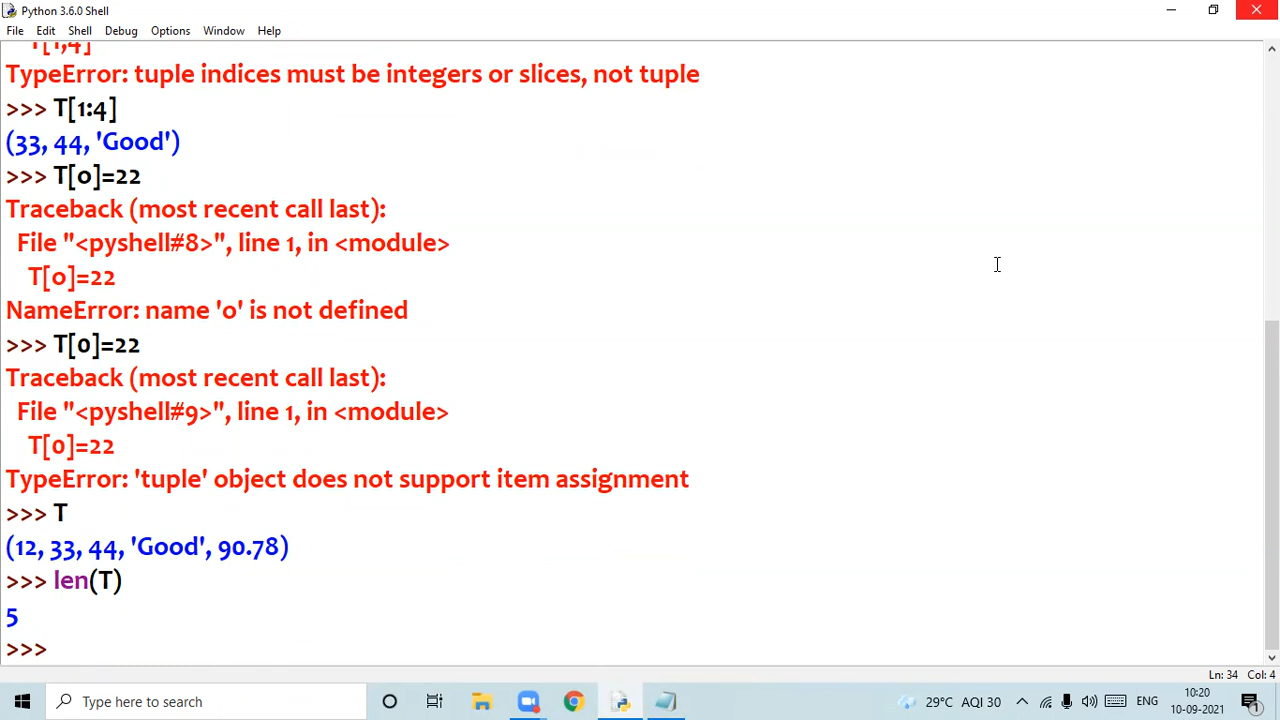 Python 3.6.0 Shell
File Edit Shell Debug Options Window Help
T[1,4]
TypeError: tuple indices must be integers or slices, not tuple
>>> T[1:4]
(33, 44, 'Good')
>>> T[o]=22
Traceback (most recent call last):
File "<pyshell#8>", line 1, in <module>
T[o]=22
NameError: name 'o' is not defined
>>> T[0]=22
Traceback (most recent call last):
File "<pyshell#9>", line 1, in <module>
T[0]=22
TypeError: 'tuple' object does not support item assignment
>>> T
(12, 33, 44, 'Good', 90.78)
>>> len(T)
5
>>>
Ln: 34 Col: 4
Type here to search
29°C AQI 30
ENG
10:20
10-09-2021
1